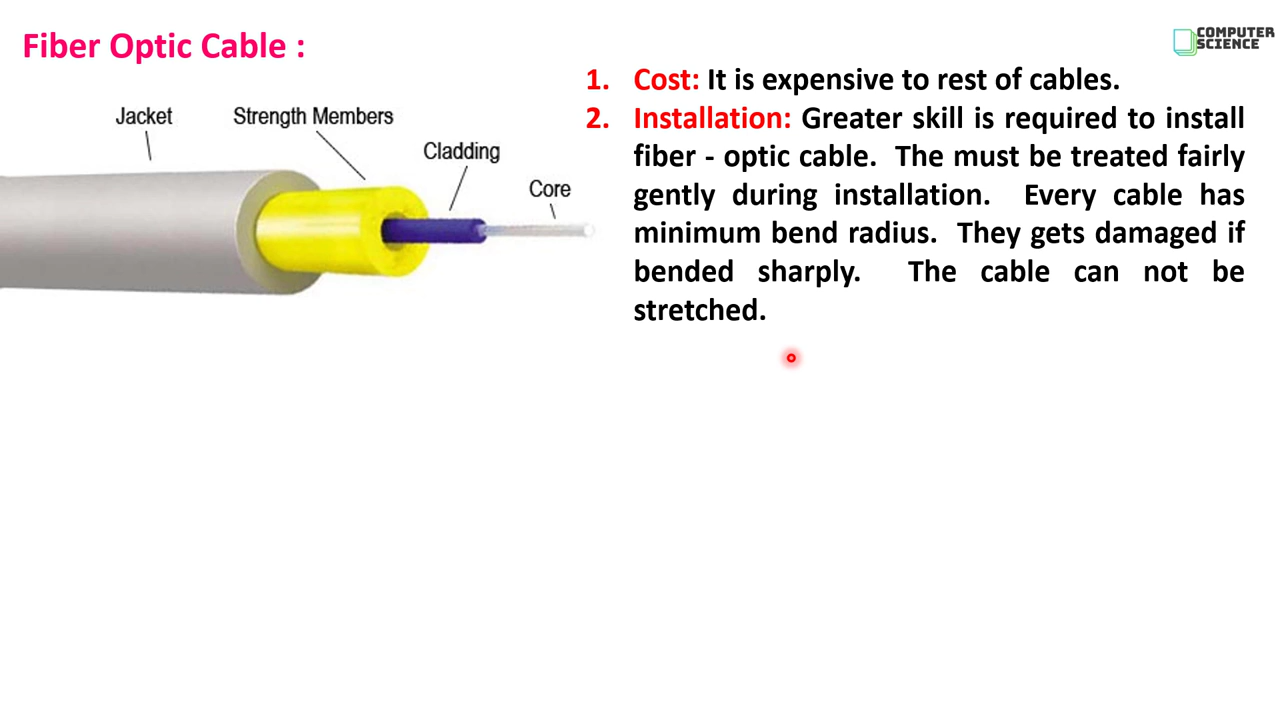 Fiber Optic Cable :
COMPUTER
SCIENCE
Jacket
Strength Members
Cladding
Core
1. Cost: It is expensive to rest of cables.
2. Installation: Greater skill is required to install
fiber - optic cable. The must be treated fairly
gently during installation. Every cable has
minimum bend radius. They gets damaged if
bended sharply. The cable can not be
stretched.